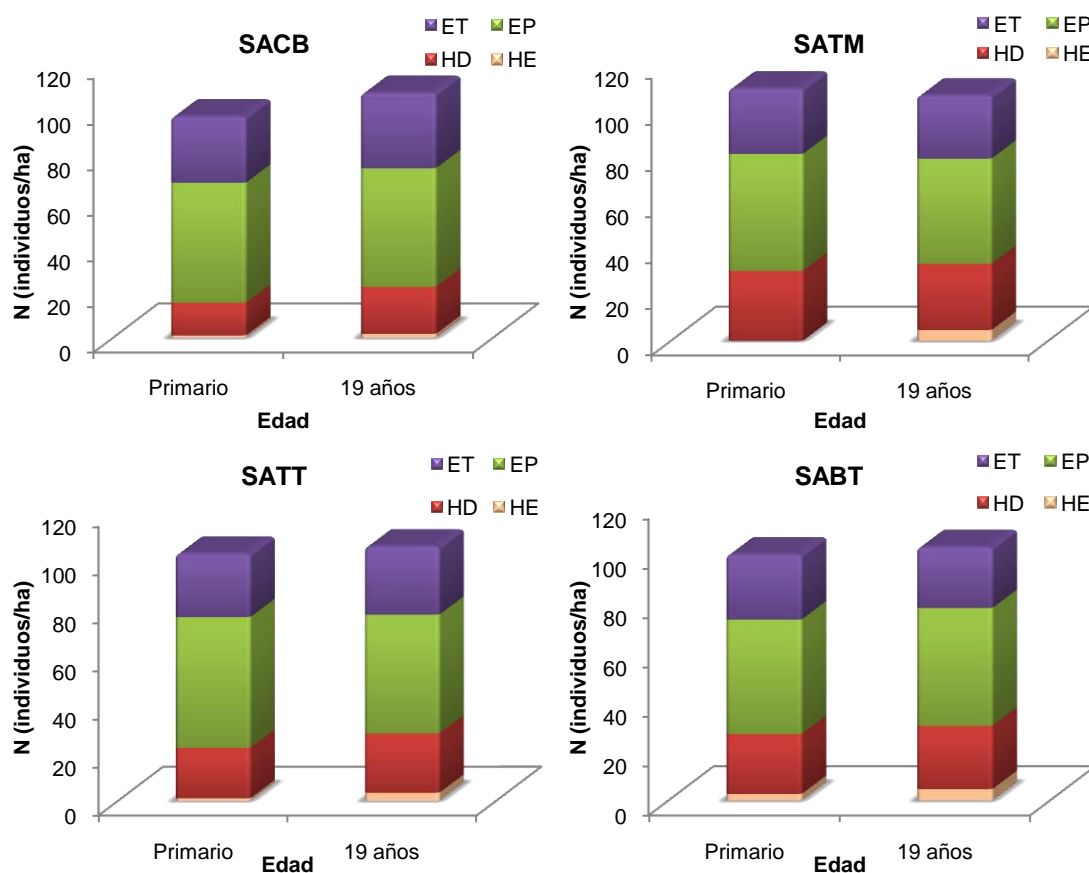 SACB
ET EP
HD HE
N (individuos/ha)
120
100
80
60
40
20
0
Primario 19 años
Edad
SATM
ET EP
HD HE
N (individuos/ha)
120
100
80
60
40
20
0
Primario 19 años
Edad
SATT
ET EP
HD HE
N (individuos/ha)
120
100
80
60
40
20
0
Primario 19 años
Edad
SABT
ET EP
HD HE
N (individuos/ha)
120
100
80
60
40
20
0
Primario 19 años
Edad